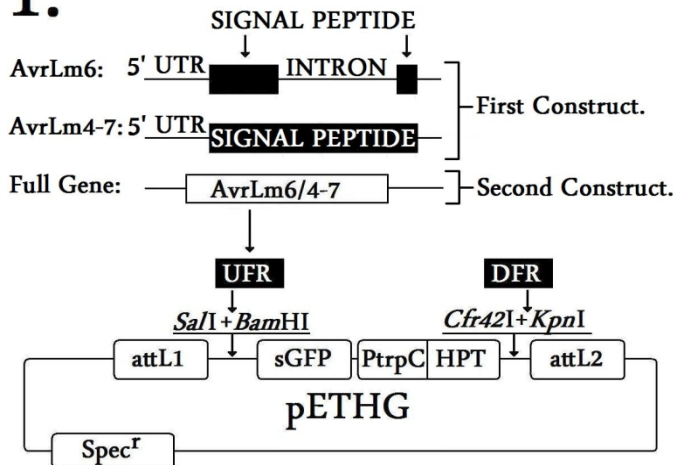 1.
SIGNAL PEPTIDE
AvrLm6: 5' UTR INTRON
AvrLm4-7: 5' UTR SIGNAL PEPTIDE
First Construct.
Full Gene: AvrLm6/4-7 Second Construct.
UFR DFR
SalI+BamHI Cfr42I+KpnI
attL1 sGFP PtrpC HPT attL2
pETHG
Specʳ